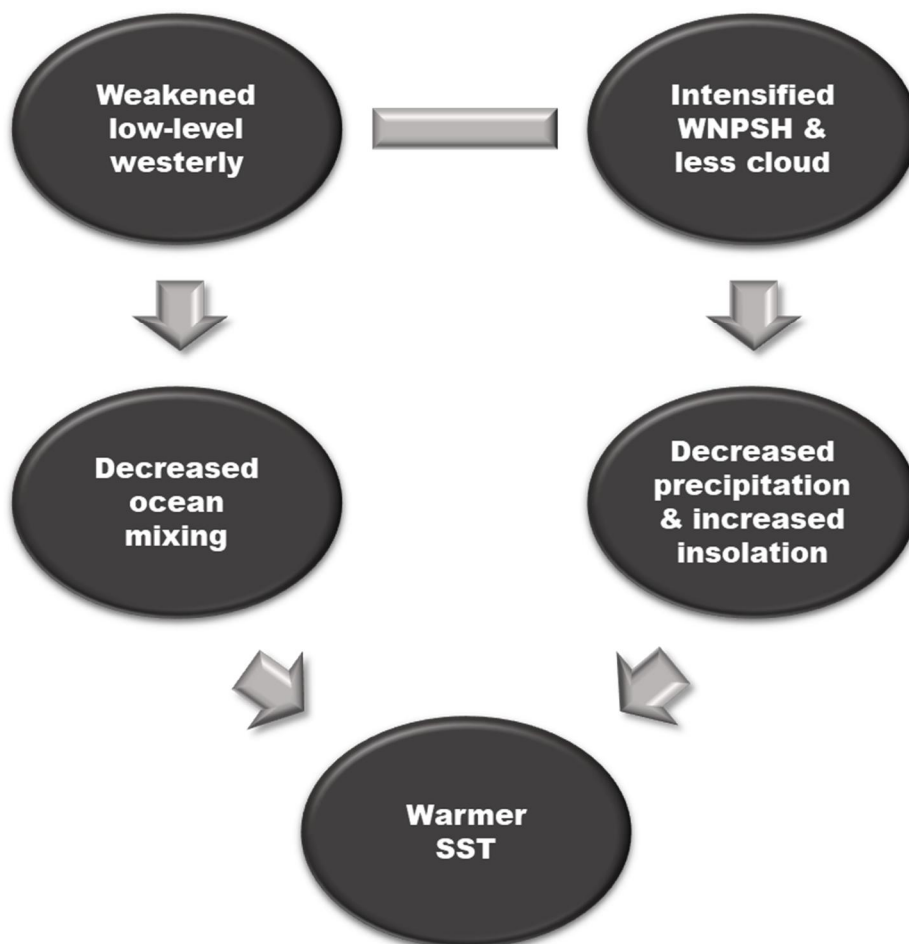 Weakened
low-level
westerly
Intensified
WNPSH &
less cloud
Decreased
ocean
mixing
Decreased
precipitation
& increased
insolation
Warmer
SST